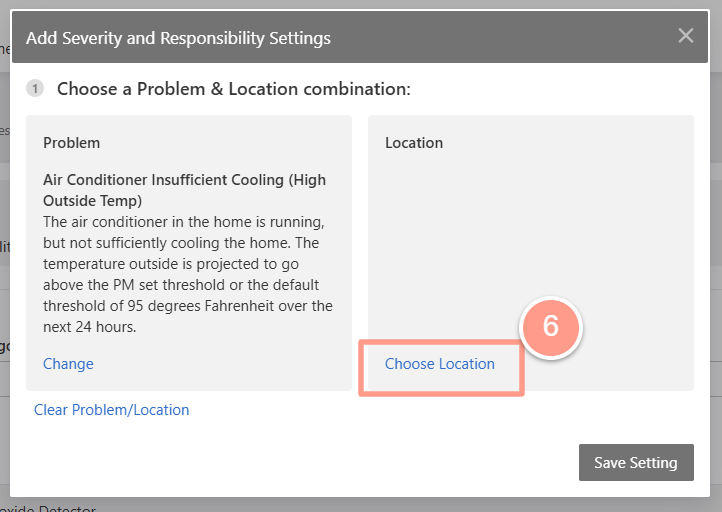 Add Severity and Responsibility Settings
1 Choose a Problem & Location combination:
Problem
Air Conditioner Insufficient Cooling (High
Outside Temp)
The air conditioner in the home is running,
but not sufficiently cooling the home. The
temperature outside is projected to go
above the PM set threshold or the default
threshold of 95 degrees Fahrenheit over the
next 24 hours.
Change
Location
6
Choose Location
Clear Problem/Location
Save Setting
Detector